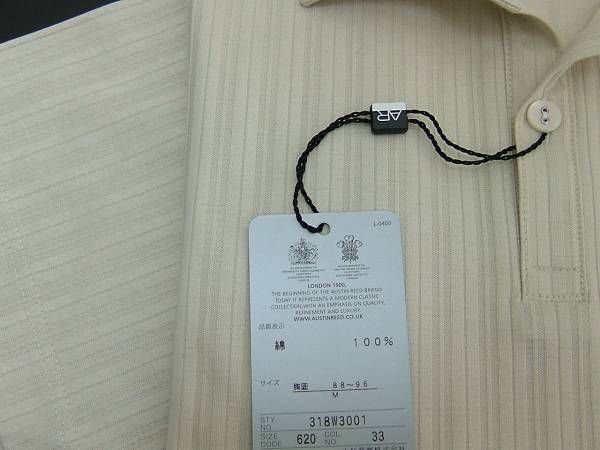 AR
L-0400
LONDON 1900,
THE BEGINNING OF THE AUSTIN REED BRAND
TODAY IT REPRESENTS A MODERN CLASSIC
COLLECTION, WITH AN EMPHASIS ON QUALITY,
REFINEMENT AND LUXURY.
WWW.AUSTINREED.CO.UK
品質表示
綿 100%
サイズ 胸囲 88~96
M
STY NO 318W3001
SIZE CODE 620 COL NO. 33